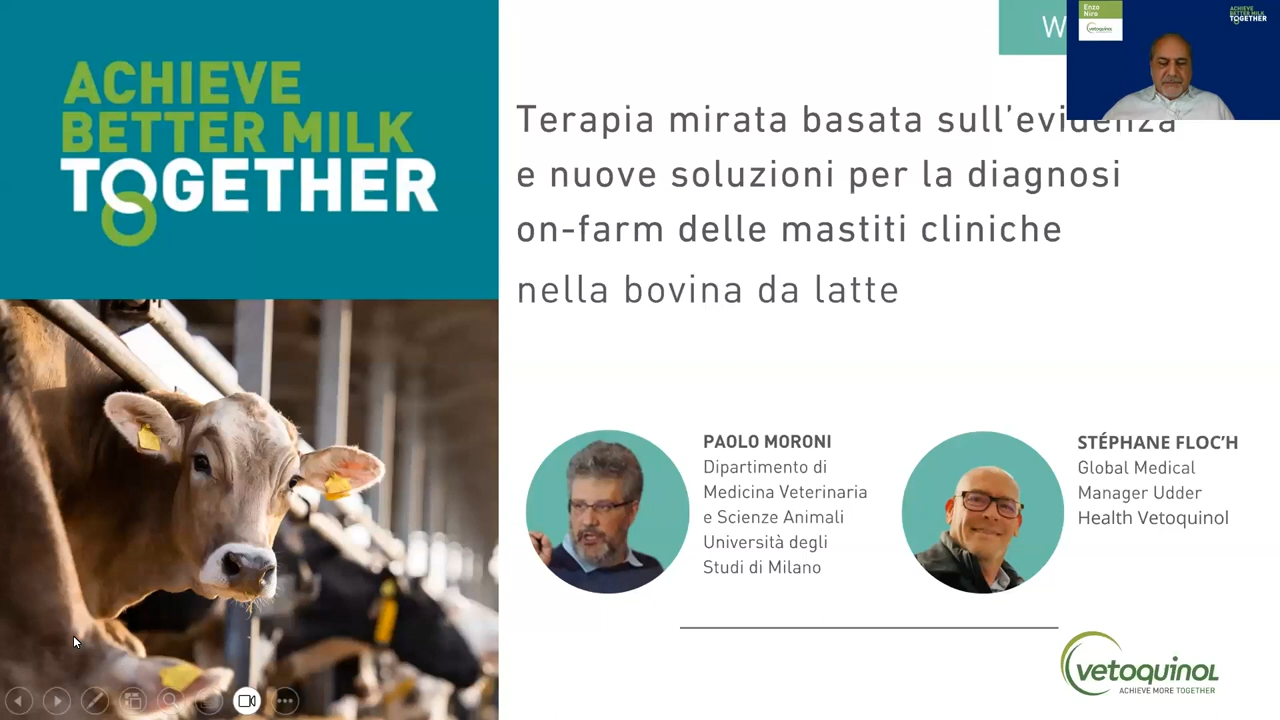 ACHIEVE
BETTER MILK
TOGETHER
W
Enzo
Niro
vetoquinol
ACHIEVE
BETTER MILK
TOGETHER
Terapia mirata basata sull'evidenza
e nuove soluzioni per la diagnosi
on-farm delle mastiti cliniche
nella bovina da latte
PAOLO MORONI
Dipartimento di
Medicina Veterinaria
e Scienze Animali
Università degli
Studi di Milano
STÉPHANE FLOC'H
Global Medical
Manager Udder
Health Vetoquinol
vetoquinol
ACHIEVE MORE TOGETHER